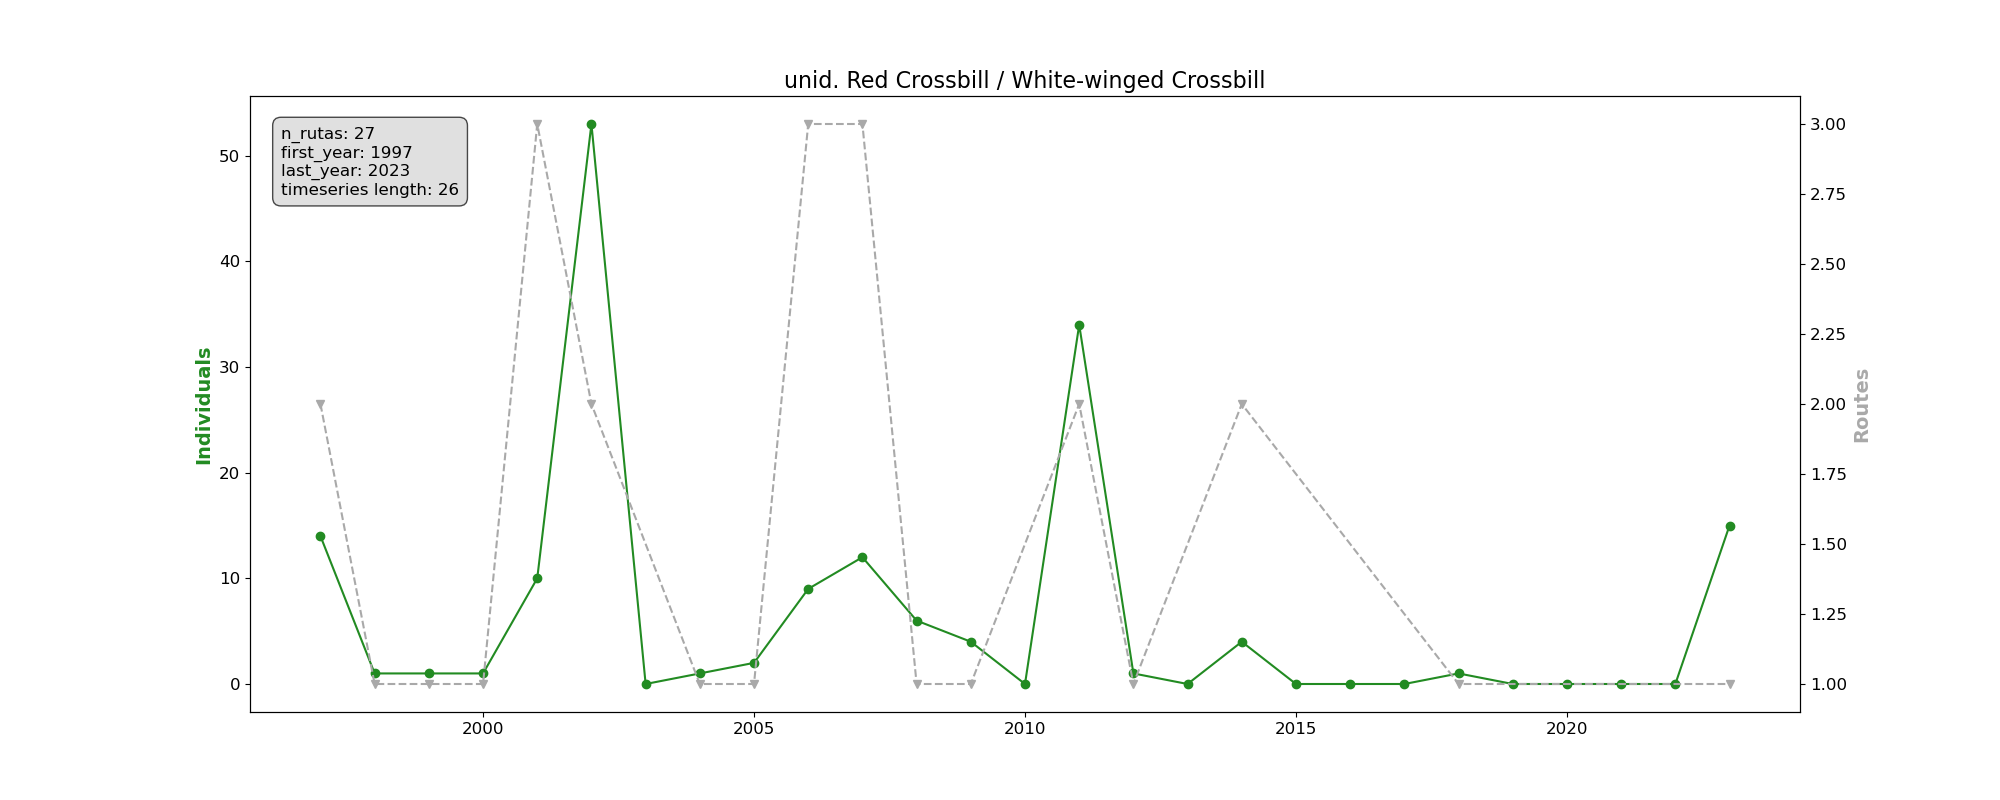 unid. Red Crossbill / White-winged Crossbill
n_rutas: 27
first_year: 1997
last_year: 2023
timeseries length: 26
50
40
30
20
10
0
Individuals
3.00
2.75
2.50
2.25
2.00
1.75
1.50
1.25
1.00
Routes
2000
2005
2010
2015
2020